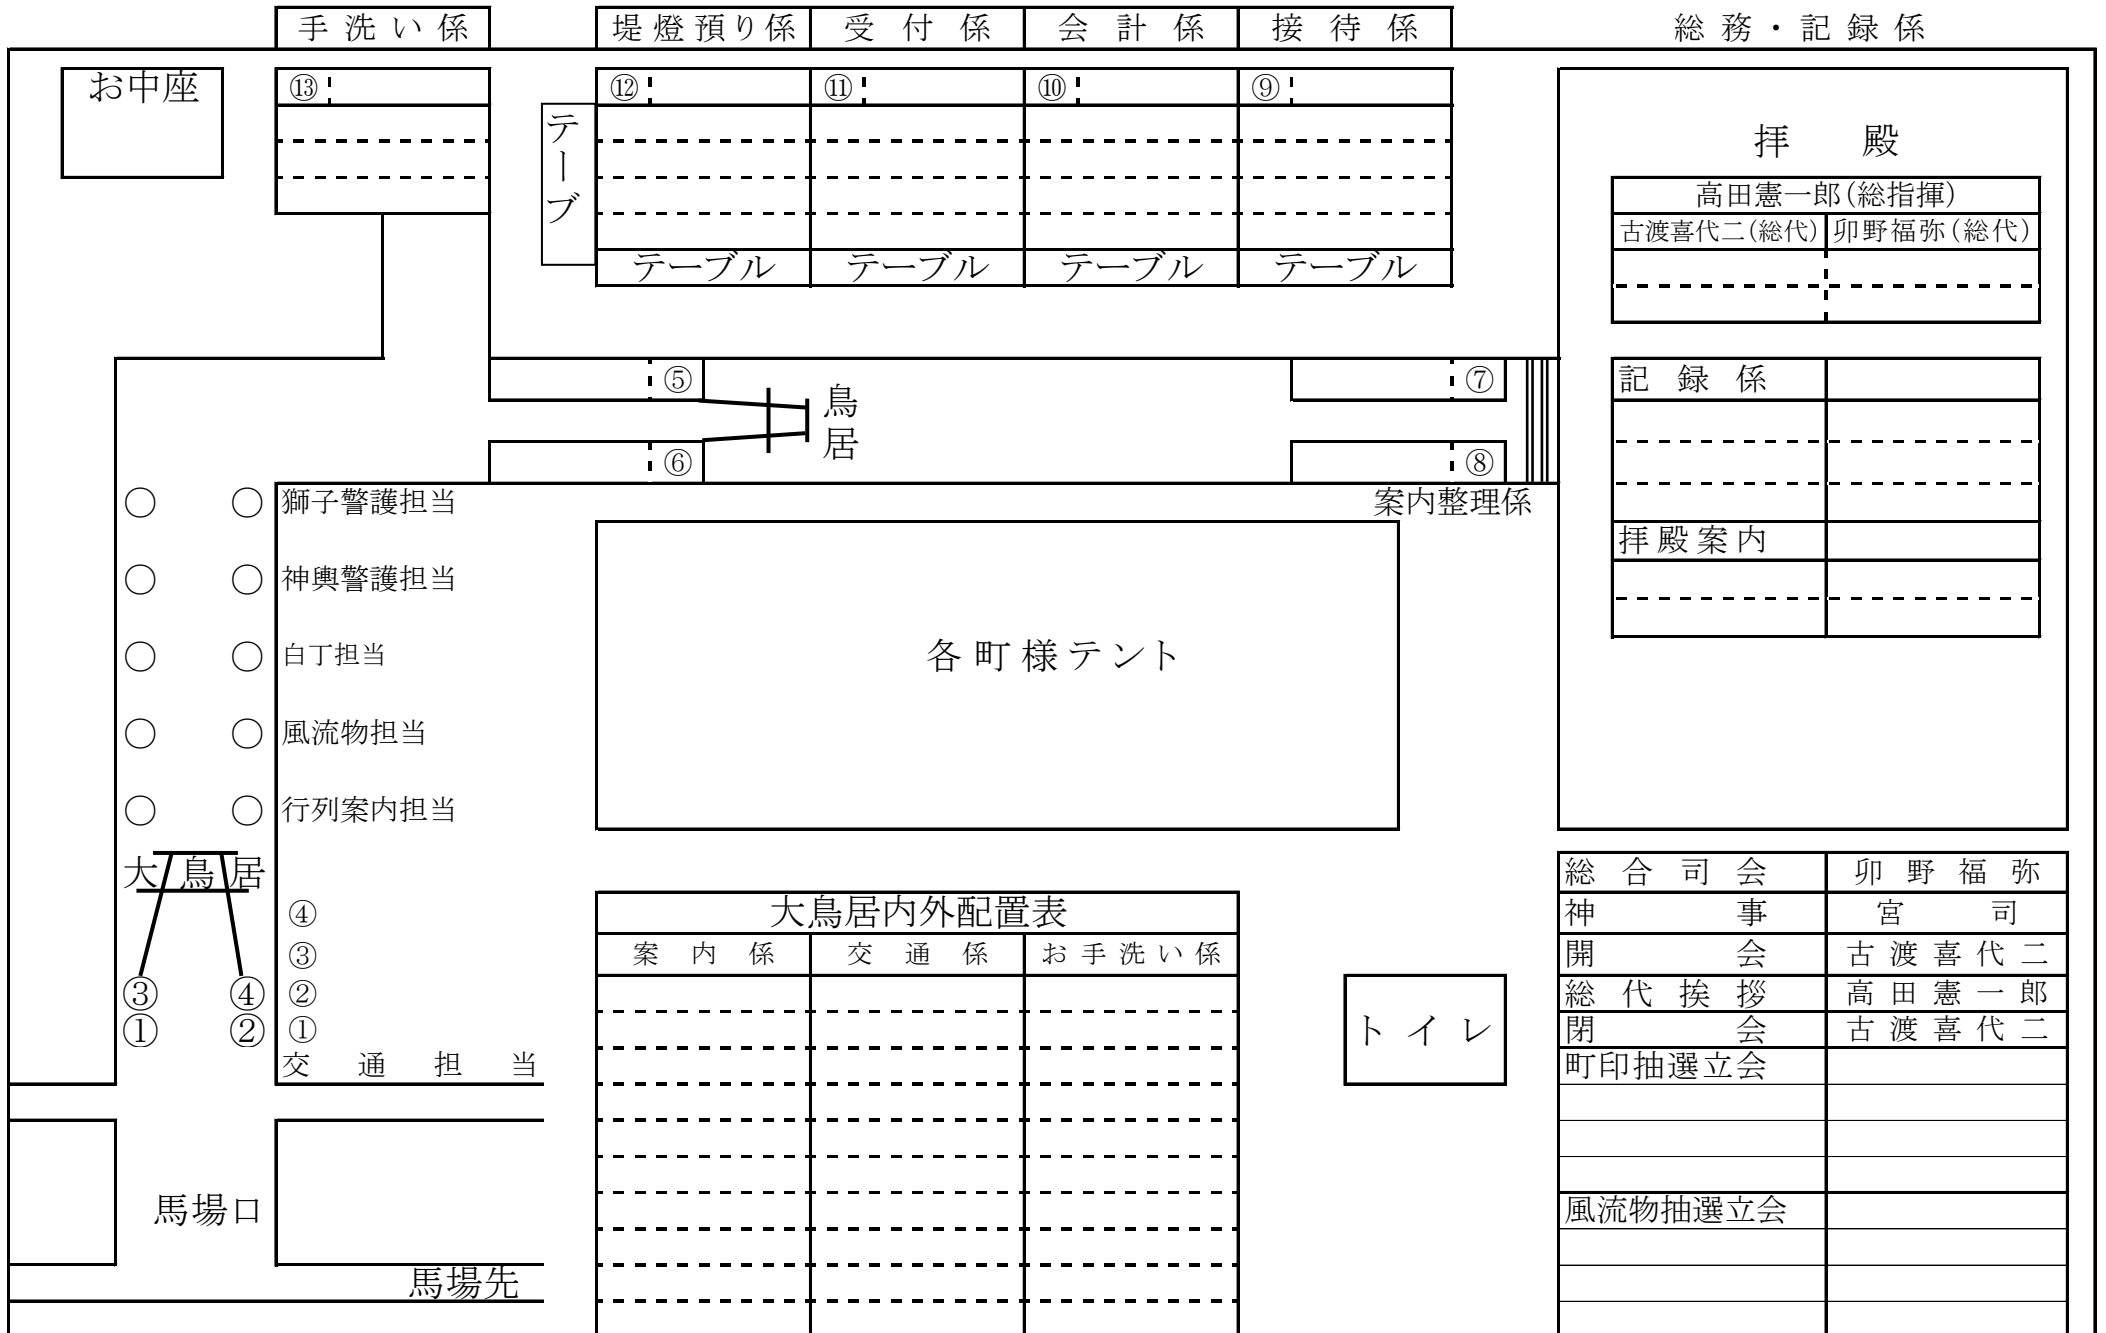 手洗い係 堤燈預り係 受付係 会計係 接待係 総務・記録係
お中座
⑬ ⑫ ⑪ ⑩ ⑨
テーブ
テーブル テーブル テーブル テーブル
拝殿
高田憲一郎(総指揮)
古渡喜代二(総代) 卯野福弥(総代)
記録係
拝殿案内
⑤ ⑦
鳥居
⑥ ⑧
案内整理係
〇 〇 獅子警護担当
〇 〇 神輿警護担当
〇 〇 白丁担当
〇 〇 風流物担当
〇 〇 行列案内担当
各町様テント
大鳥居
④
③
③ ④ ②
① ② ①
交通担当
馬場口
馬場先
大鳥居内外配置表
案内係 交通係 お手洗い係
トイレ
総合司会 卯野福弥
神事 宮司
開会 古渡喜代二
総代挨拶 高田憲一郎
閉会 古渡喜代二
町印抽選立会
風流物抽選立会